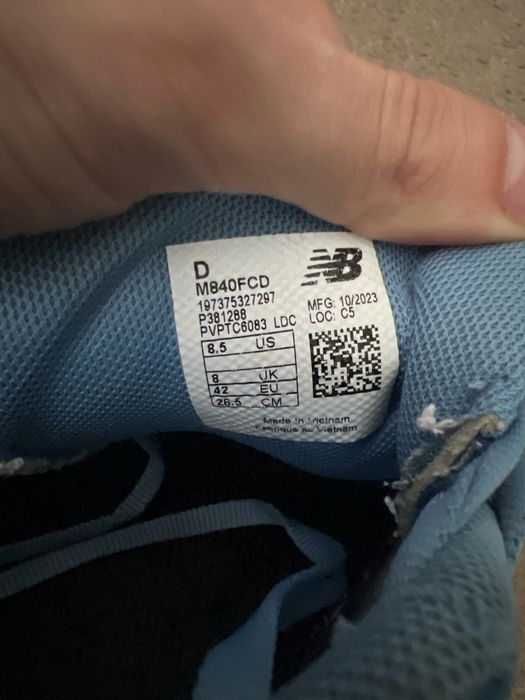 D
M840FCD
197375327297
P381288
PVPTC6083 LDC
NB
MFG: 10/2023
LOC: C5
8.5 US
8 UK
42 EU
26.5 CM
Made in Vietnam
Fabriqué au Vietnam